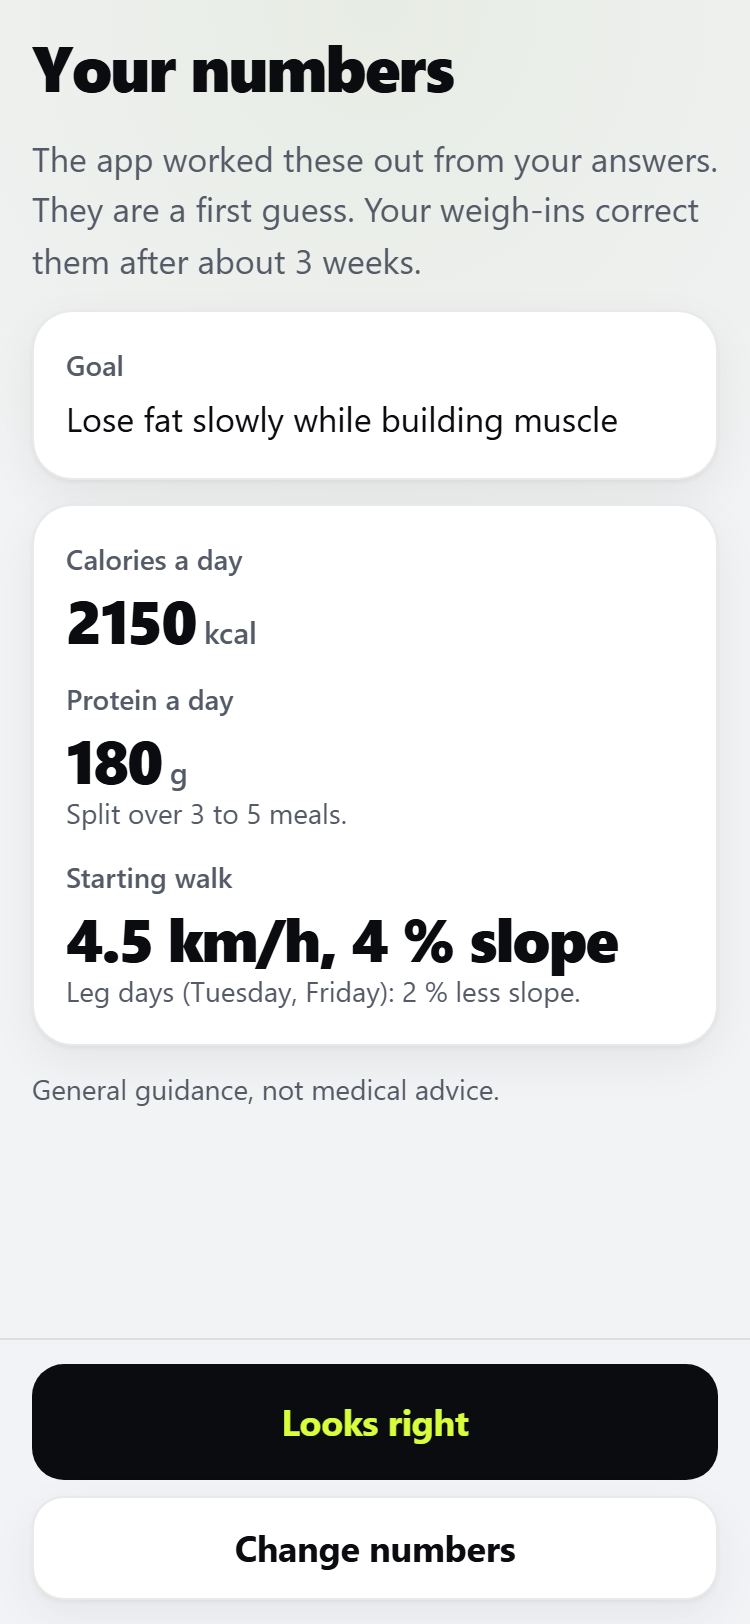 Your numbers
The app worked these out from your answers.
They are a first guess. Your weigh-ins correct
them after about 3 weeks.
Goal
Lose fat slowly while building muscle
Calories a day
2150 kcal
Protein a day
180 g
Split over 3 to 5 meals.
Starting walk
4.5 km/h, 4 % slope
Leg days (Tuesday, Friday): 2 % less slope.
General guidance, not medical advice.
Looks right
Change numbers